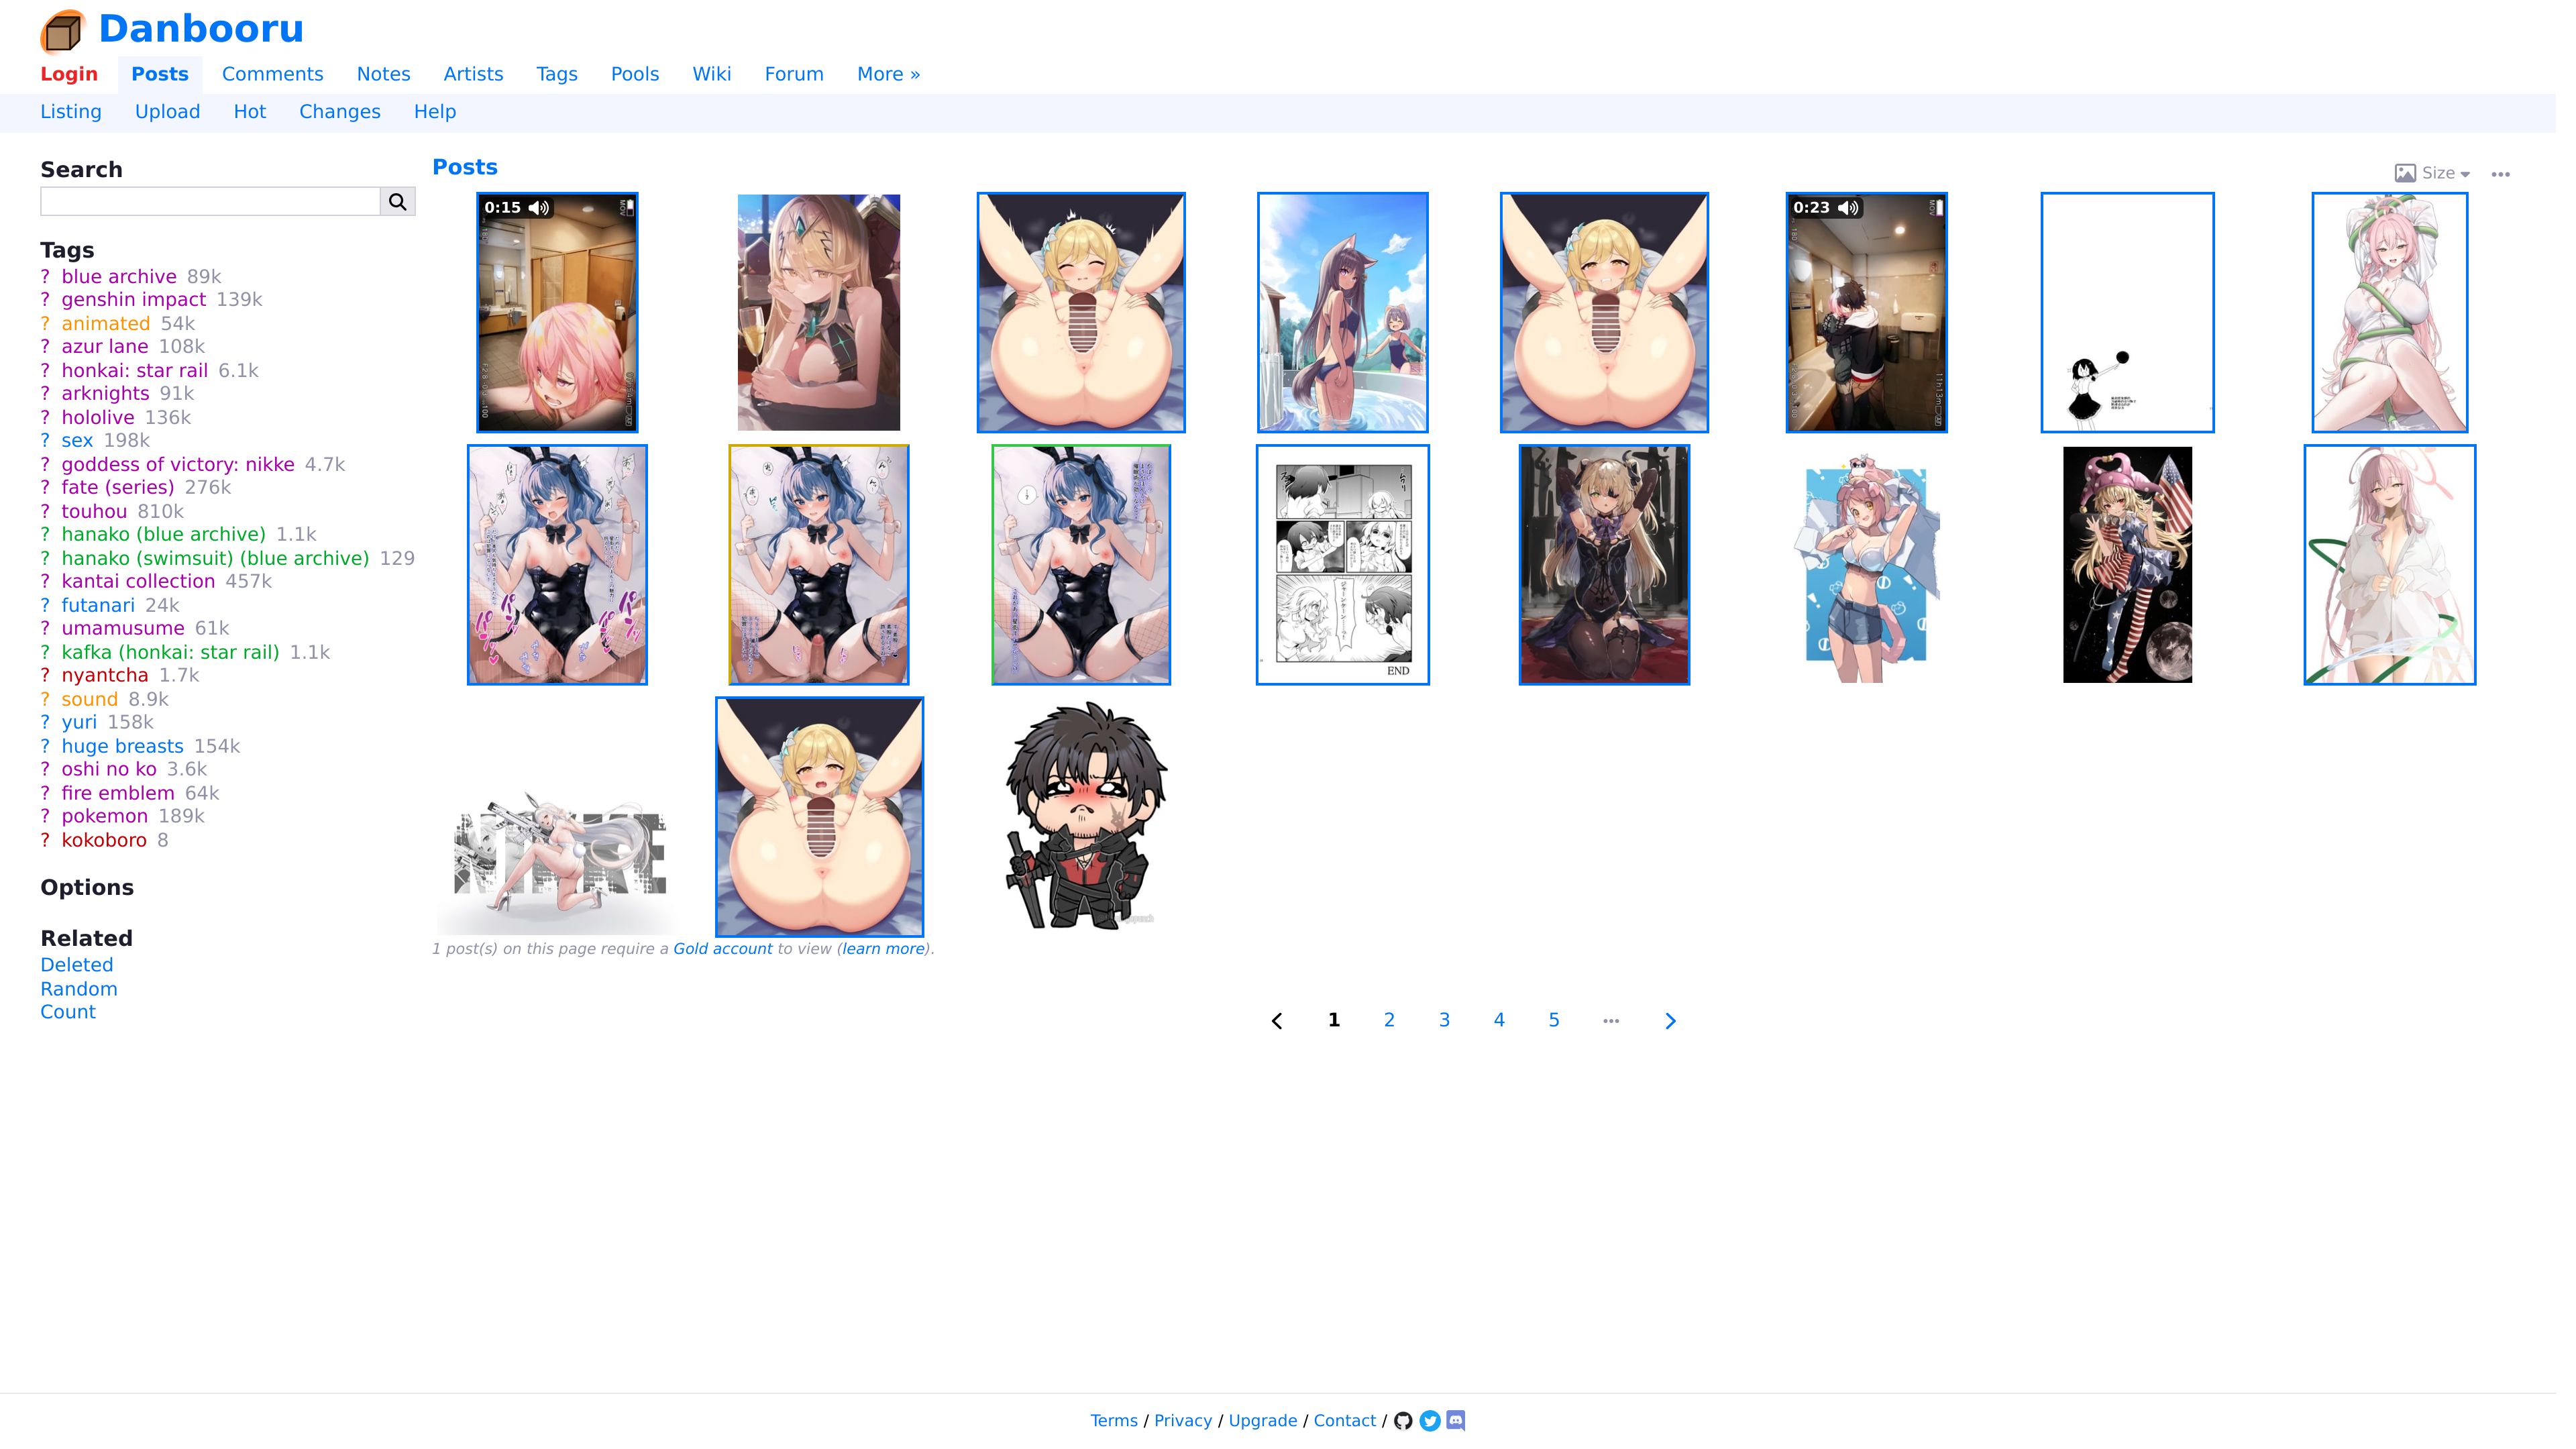 Danbooru
Login Posts Comments Notes Artists Tags Pools Wiki Forum More »
Listing Upload Hot Changes Help
Search
Tags
? blue archive 89k
? genshin impact 139k
? animated 54k
? azur lane 108k
? honkai: star rail 6.1k
? arknights 91k
? hololive 136k
? sex 198k
? goddess of victory: nikke 4.7k
? fate (series) 276k
? touhou 810k
? hanako (blue archive) 1.1k
? hanako (swimsuit) (blue archive) 129
? kantai collection 457k
? futanari 24k
? umamusume 61k
? kafka (honkai: star rail) 1.1k
? nyantcha 1.7k
? sound 8.9k
? yuri 158k
? huge breasts 154k
? oshi no ko 3.6k
? fire emblem 64k
? pokemon 189k
? kokoboro 8
Options
Related
Deleted
Random
Count
Posts
Size
0:15
0:23
END
1 post(s) on this page require a Gold account to view (learn more).
1 2 3 4 5
Terms / Privacy / Upgrade / Contact /